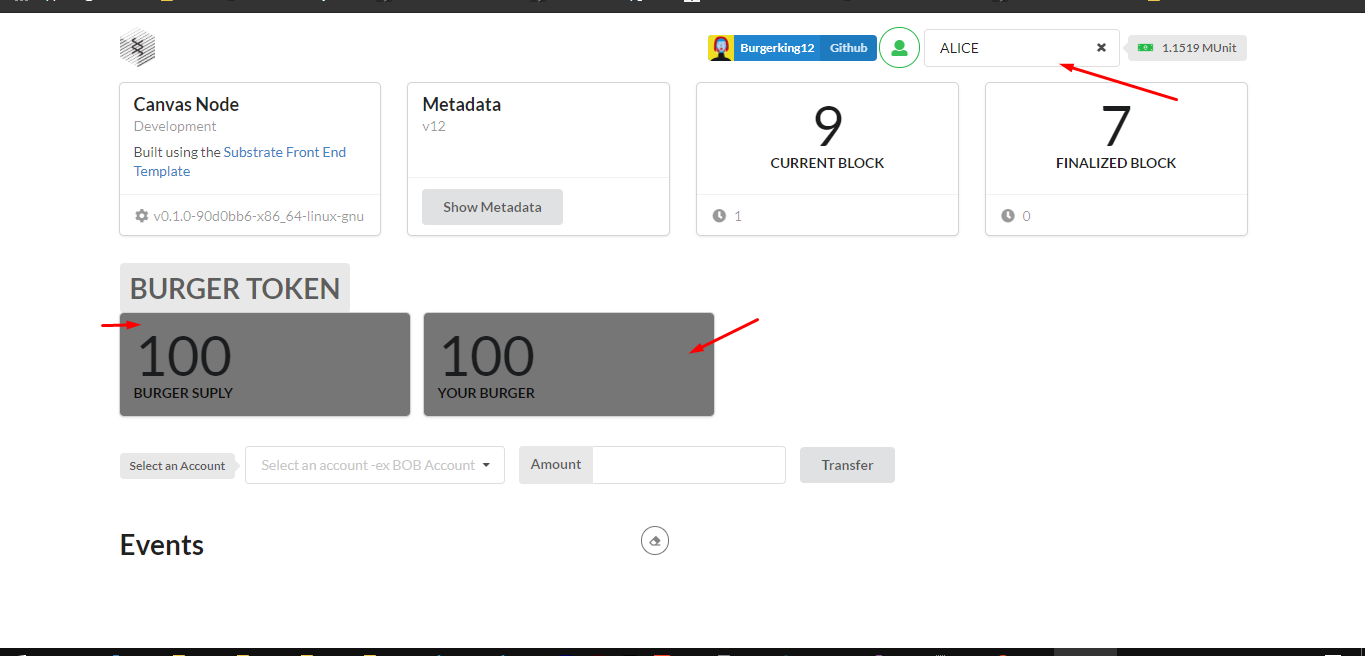 Burgerking12 Github ALICE 1.1519 MUnit
Canvas Node
Development
Built using the Substrate Front End
Template
v0.1.0-90d0bb6-x86_64-linux-gnu
Metadata
v12
Show Metadata
9
CURRENT BLOCK
1
7
FINALIZED BLOCK
0
BURGER TOKEN
100
BURGER SUPLY
100
YOUR BURGER
Select an Account Select an account -ex BOB Account Amount Transfer
Events